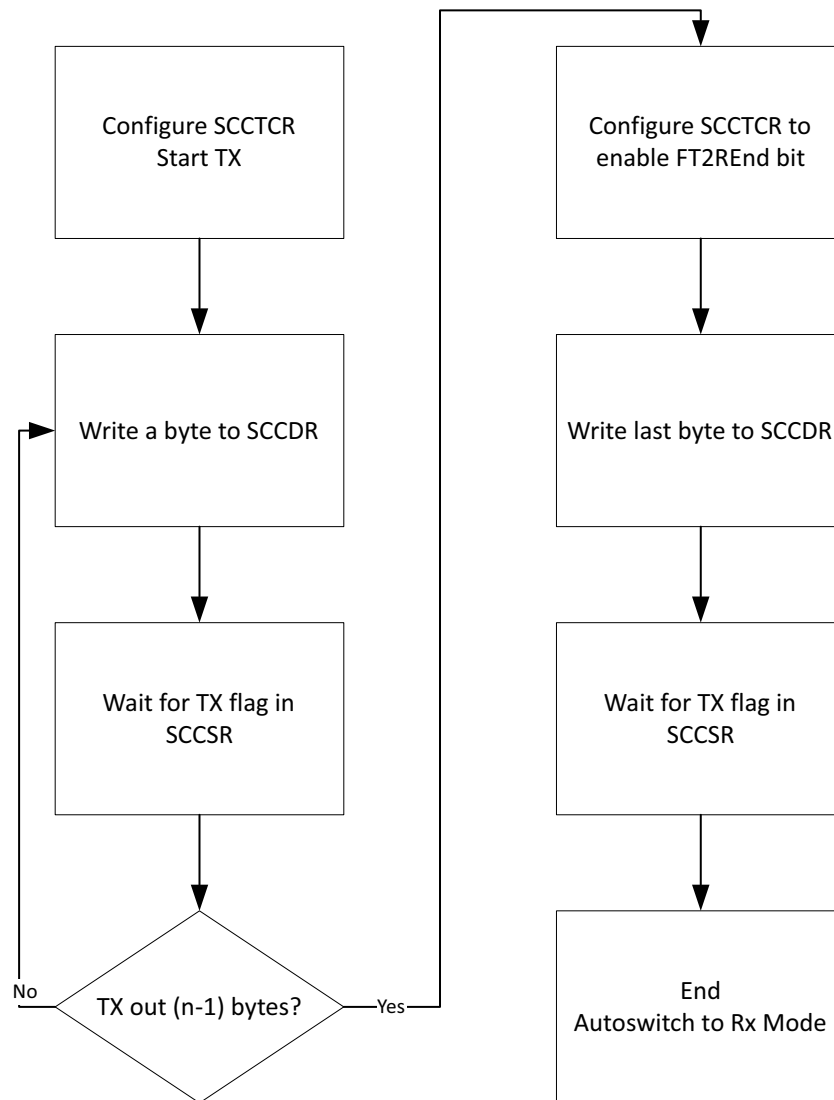 Configure SCCTCR
Start TX
Write a byte to SCCDR
Wait for TX flag in
SCCSR
TX out (n-1) bytes?
No
Yes
Configure SCCTCR to
enable FT2REnd bit
Write last byte to SCCDR
Wait for TX flag in
SCCSR
End
Autoswitch to Rx Mode